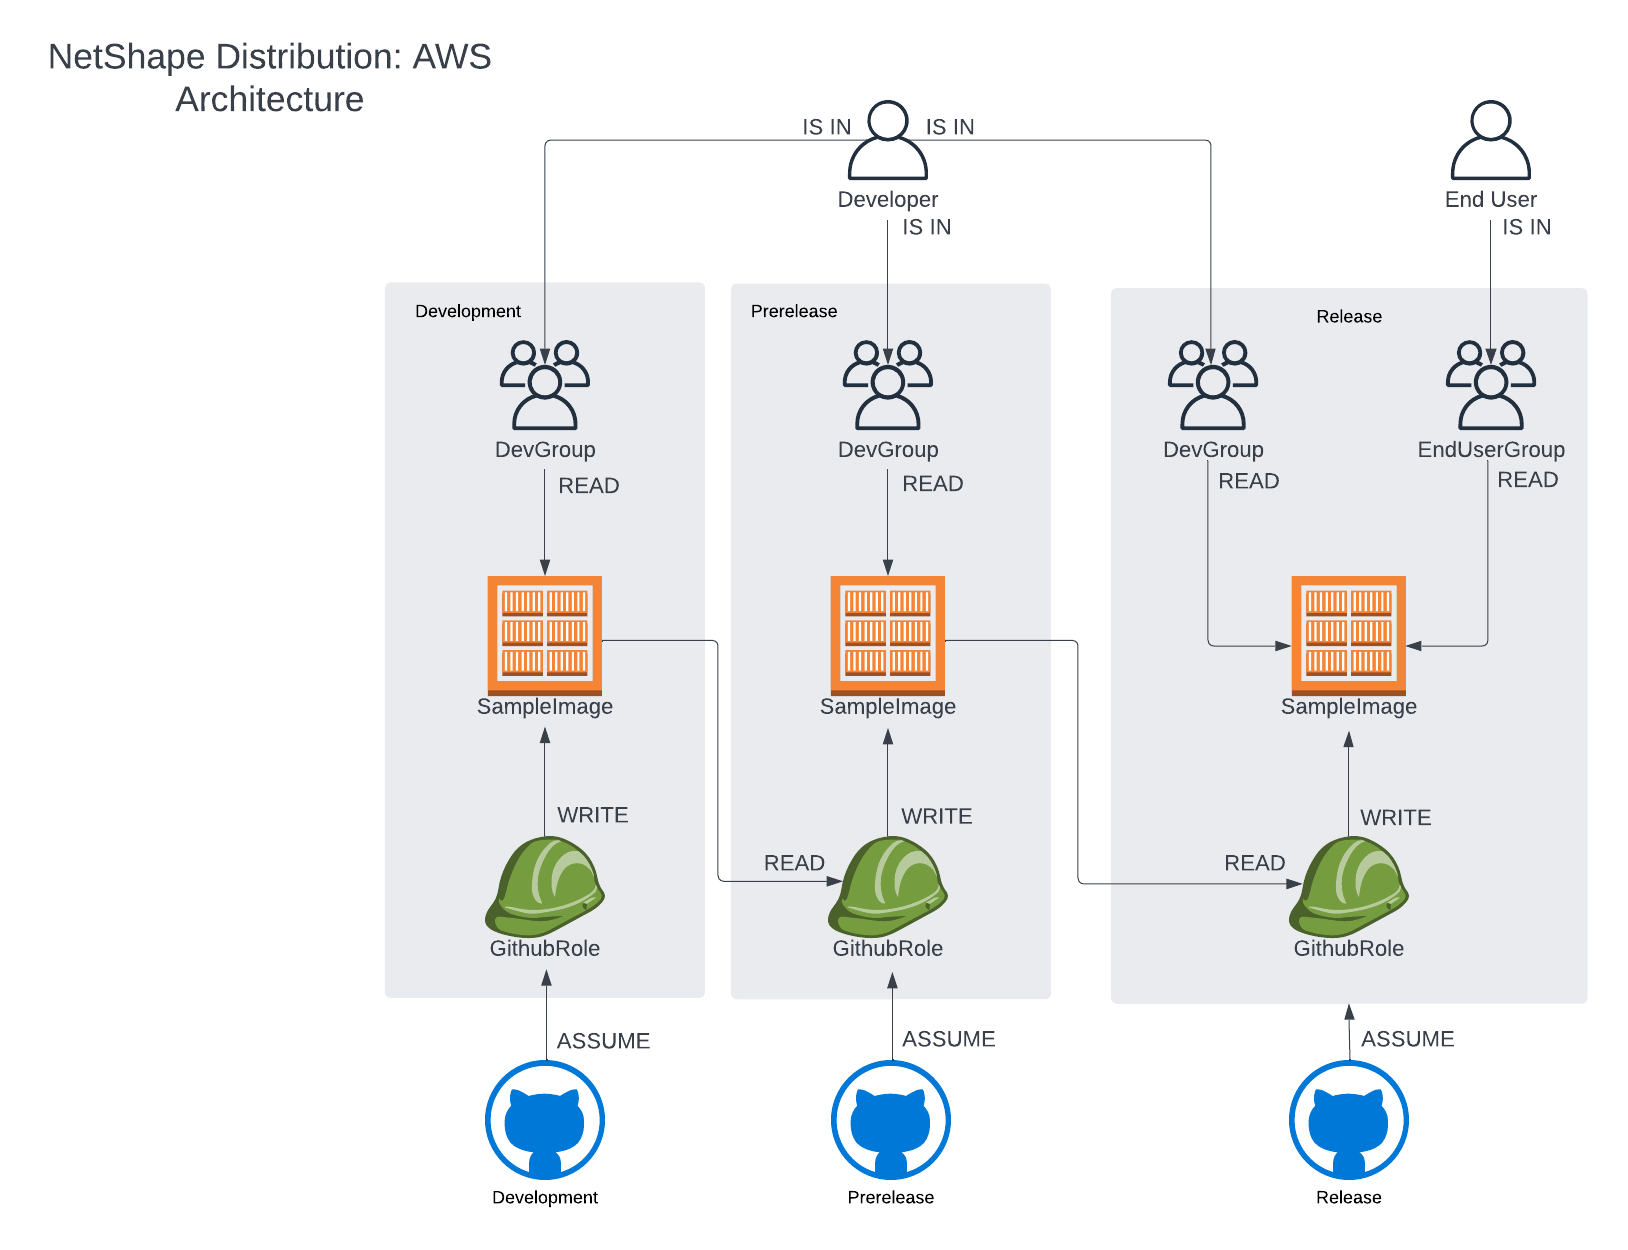 NetShape Distribution: AWS
Architecture
IS IN
IS IN
Developer
IS IN
End User
IS IN
Development
Prerelease
Release
DevGroup
READ
DevGroup
READ
DevGroup
READ
EndUserGroup
READ
SampleImage
SampleImage
SampleImage
WRITE
WRITE
WRITE
READ
READ
GithubRole
GithubRole
GithubRole
ASSUME
ASSUME
ASSUME
Development
Prerelease
Release